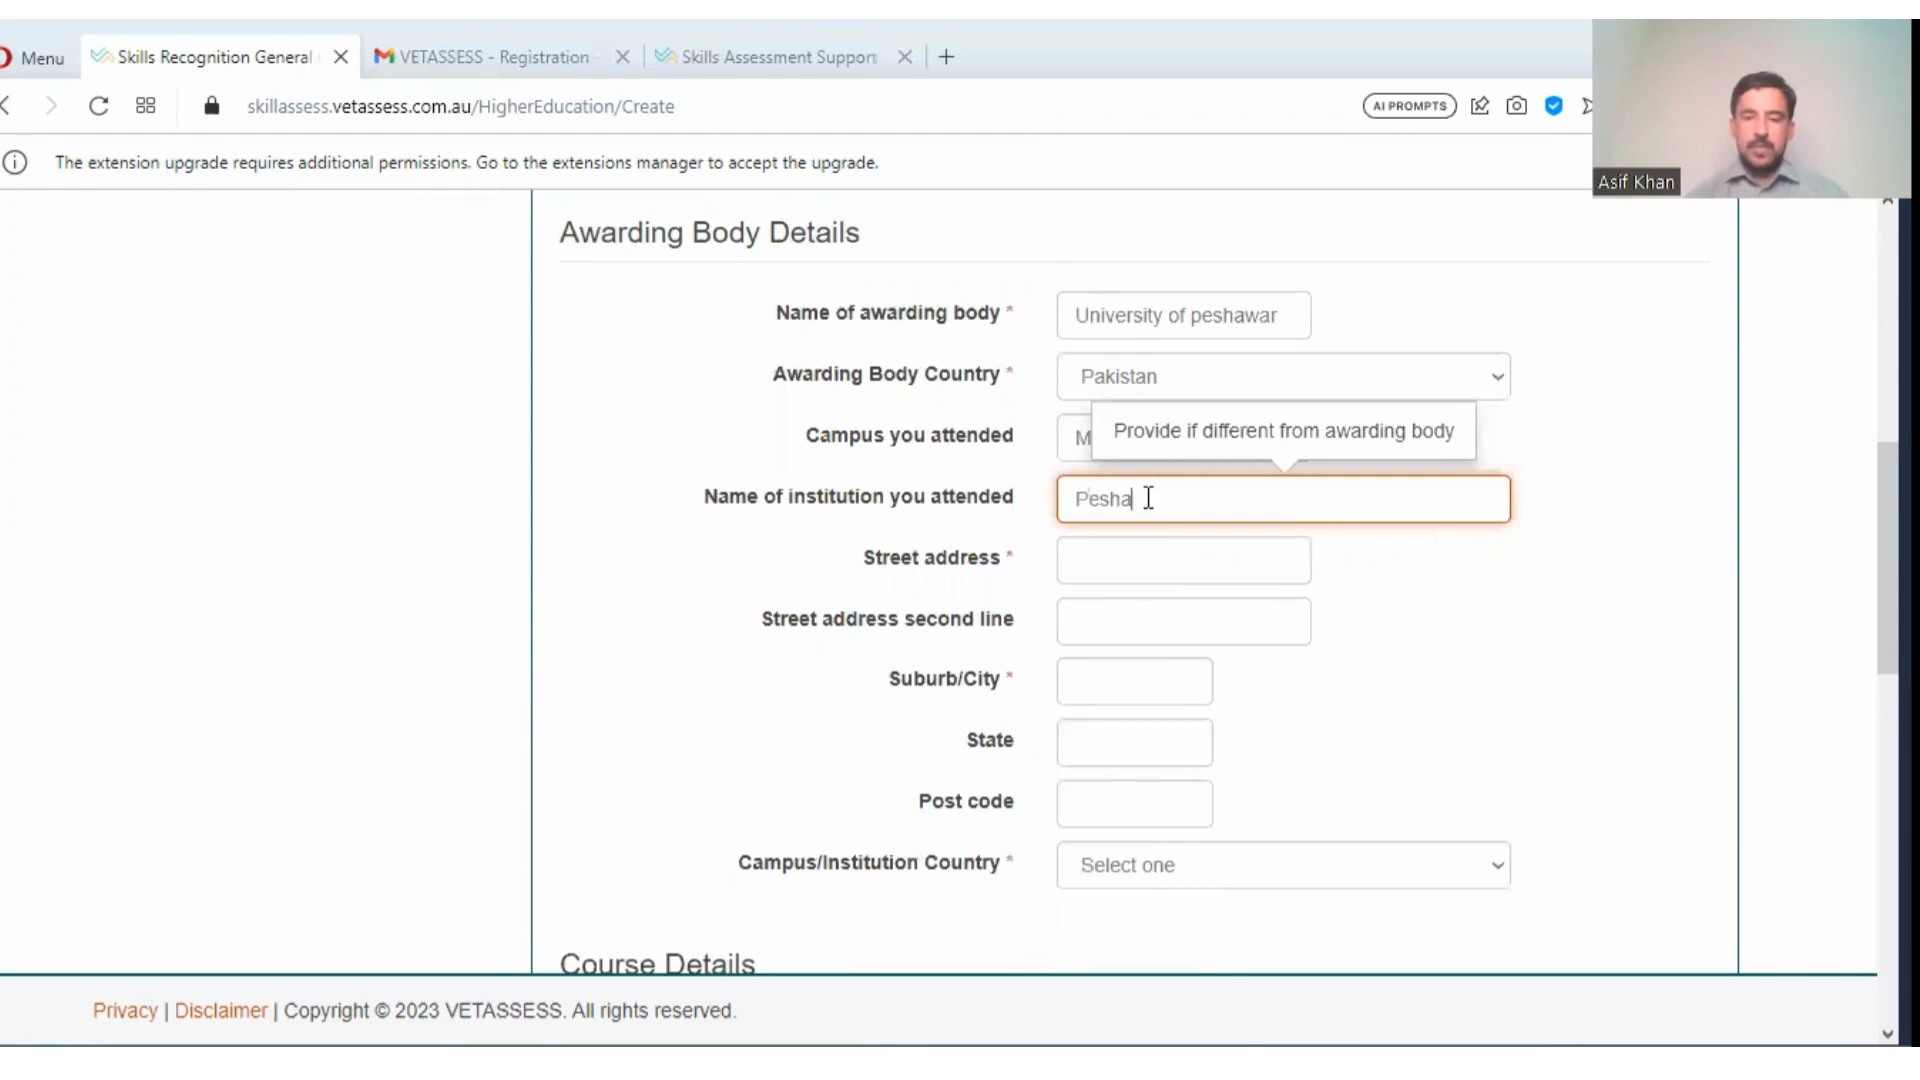 Menu
Skills Recognition General
VETASSESS - Registration -
Skills Assessment Support
skillassess.vetassess.com.au/HigherEducation/Create
AI PROMPTS
The extension upgrade requires additional permissions. Go to the extensions manager to accept the upgrade.
Asif Khan
Awarding Body Details
Name of awarding body * University of peshawar
Awarding Body Country * Pakistan
Provide if different from awarding body
Campus you attended M
Name of institution you attended Pesha
Street address *
Street address second line
Suburb/City *
State
Post code
Campus/Institution Country * Select one
Course Details
Privacy | Disclaimer | Copyright © 2023 VETASSESS. All rights reserved.